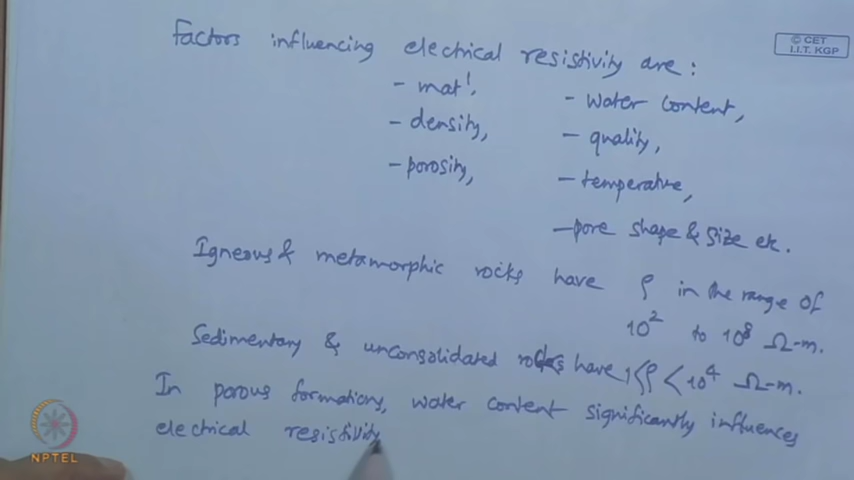 Factors influencing electrical resistivity are:
© CET
I.I.T. KGP
- mat'l,
- density,
- porosity,
- water content,
- quality,
- temperature,
- pore shape & size etc.
Igneous & metamorphic rocks have ρ in the range of
10² to 10⁸ Ω-m.
Sedimentary & unconsolidated rocks have 1<ρ<10⁴ Ω-m.
In porous formations, water content significantly influences
electrical resistivity
NPTEL